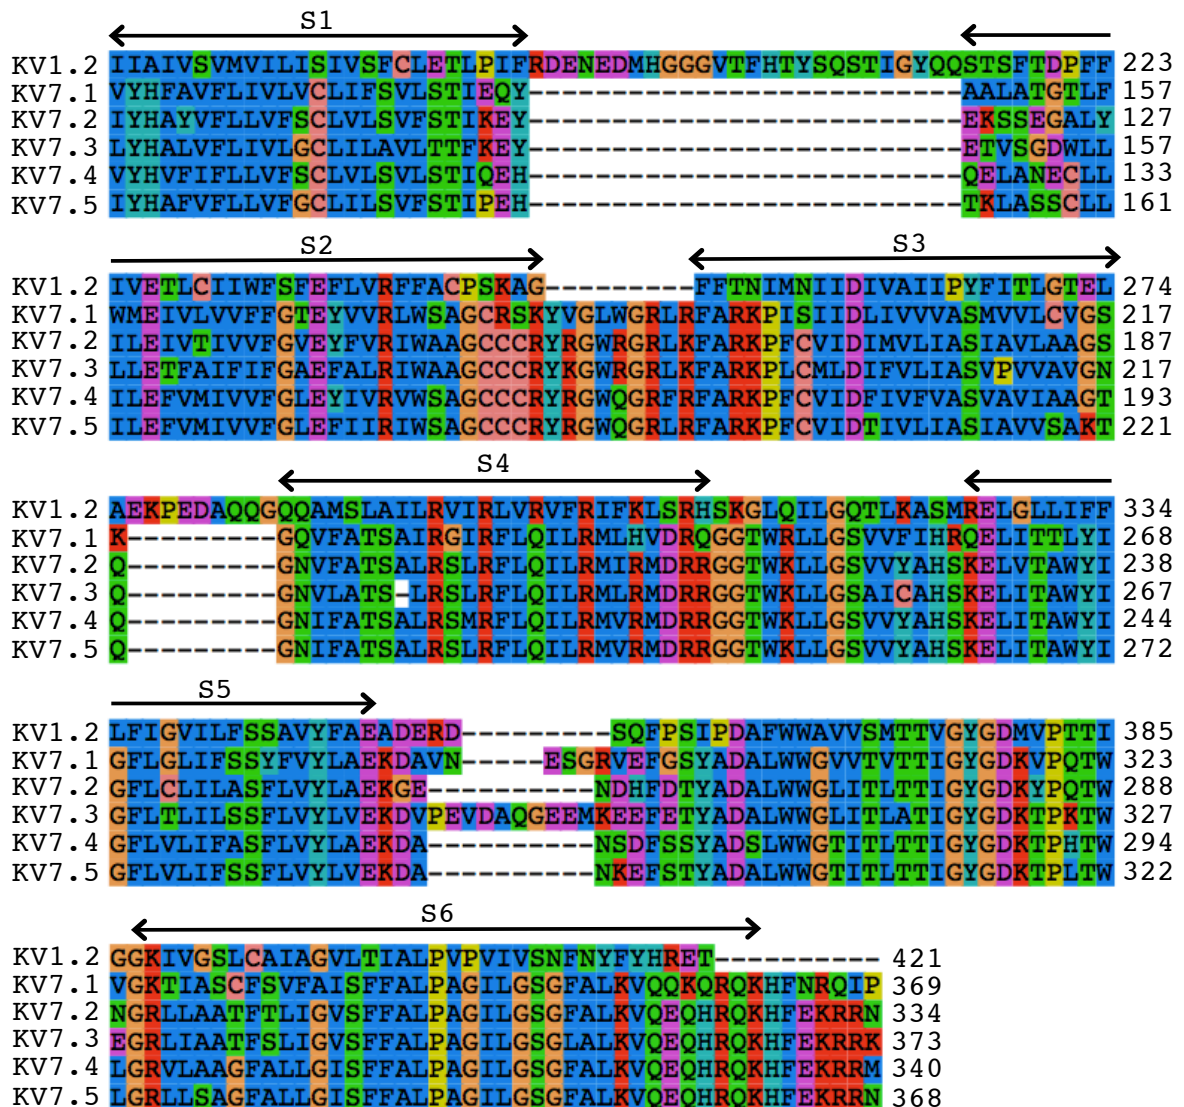 S1
KV1.2 IIAIVSVMVILISIVSFCLETLPIFRDENEDMHGGGVTFHTYSQSTIGYQQSTSFTDPFF 223
KV7.1 VYHFAVFLIVLVCLIFSVLSTIEQY--------------------------AALATGTLF 157
KV7.2 IYHAYVFLLVFSCLVLSVFSTIKEY--------------------------EKSSEGALY 127
KV7.3 LYHALVFLIVLGCLILAVLTTFKEY--------------------------ETVSGDWLL 157
KV7.4 VYHVFIFLLVFSCLVLSVLSTIQEH--------------------------QELANECLL 133
KV7.5 IYHAFVFLLVFGCLILSVFSTIPEH--------------------------TKLASSCLL 161
S2 S3
KV1.2 IVETLCIIWFSFEFLVRFFACPSKAG---------FFTNIMNIIDIVAIIPYFITLGTEL 274
KV7.1 WMEIVLVVFFGTEYVVRLWSAGCRSKYVGLWGRLRFARKPISIIDLIVVVASMVVLCVGS 217
KV7.2 ILEIVTIVVFGVEYFVRIWAAGCCCRYRGWRGRLKFARKPFCVIDIMVLIASIAVLAAGS 187
KV7.3 LLETFAIFIFGAEFALRIWAAGCCCRYKGWRGRLKFARKPLCMLDIFVLIASVPVVAVGN 217
KV7.4 ILEFVMIVVFGLEYIVRVWSAGCCCRYRGWQGRFRFARKPFCVIDFIVFVASVAVIAAGT 193
KV7.5 ILEFVMIVVFGLEFIIRIWSAGCCCRYRGWQGRLRFARKPFCVIDTIVLIASIAVVSAKT 221
S4
KV1.2 AEKPEDAQQGQQAMSLAILRVIRLVRVFRIFKLSRHSKGLQILGQTLKASMRELGLLIFF 334
KV7.1 K---------GQVFATSAIRGIRFLQILRMLHVDRQGGTWRLLGSVVFIHRQELITTLYI 268
KV7.2 Q---------GNVFATSALRSLRFLQILRMIRMDRRGGTWKLLGSVVYAHSKELVTAWYI 238
KV7.3 Q---------GNVLATS-LRSLRFLQILRMLRMDRRGGTWKLLGSAICAHSKELITAWYI 267
KV7.4 Q---------GNIFATSALRSMRFLQILRMVRMDRRGGTWKLLGSVVYAHSKELITAWYI 244
KV7.5 Q---------GNIFATSALRSLRFLQILRMVRMDRRGGTWKLLGSVVYAHSKELITAWYI 272
S5
KV1.2 LFIGVILFSSAVYFAEADERD---------SQFPSIPDAFWWAVVSMTTVGYGDMVPTTI 385
KV7.1 GFLGLIFSSYFVYLAEKDAVN-----ESGRVEFGSYADALWWGVVTVTTIGYGDKVPQTW 323
KV7.2 GFLCLILASFLVYLAEKGE----------NDHFDTYADALWWGLITLTTIGYGDKYPQTW 288
KV7.3 GFLTLILSSFLVYLVEKDVPEVDAQGEEMKEEFETYADALWWGLITLATIGYGDKTPKTW 327
KV7.4 GFLVLIFASFLVYLAEKDA----------NSDFSSYADSLWWGTITLTTIGYGDKTPHTW 294
KV7.5 GFLVLIFSSFLVYLVEKDA----------NKEFSTYADALWWGTITLTTIGYGDKTPLTW 322
S6
KV1.2 GGKIVGSLCAIAGVLTIALPVPVIVSNFNYFYHRET---------- 421
KV7.1 VGKTIASCFSVFAISFFALPAGILGSGFALKVQQKQRQKHFNRQIP 369
KV7.2 NGRLLAATFTLIGVSFFALPAGILGSGFALKVQEQHRQKHFEKRRN 334
KV7.3 EGRLIAATFSLIGVSFFALPAGILGSGLALKVQEQHRQKHFEKRRK 373
KV7.4 LGRVLAAGFALLGISFFALPAGILGSGFALKVQEQHRQKHFEKRRM 340
KV7.5 LGRLLSAGFALLGISFFALPAGILGSGFALKVQEQHRQKHFEKRRN 368